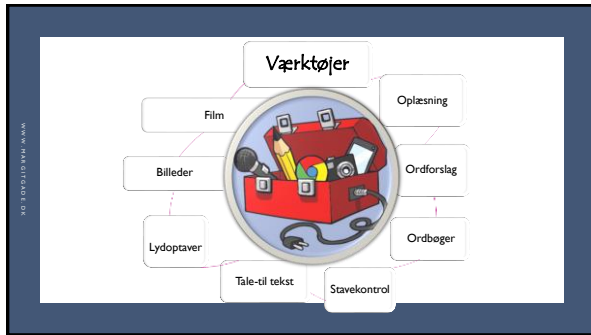 Værktøjer
Oplæsning
Ordforslag
Ordbøger
Stavekontrol
Tale-til tekst
Lydoptaver
Billeder
Film
WWW.MARGITGADE.DK